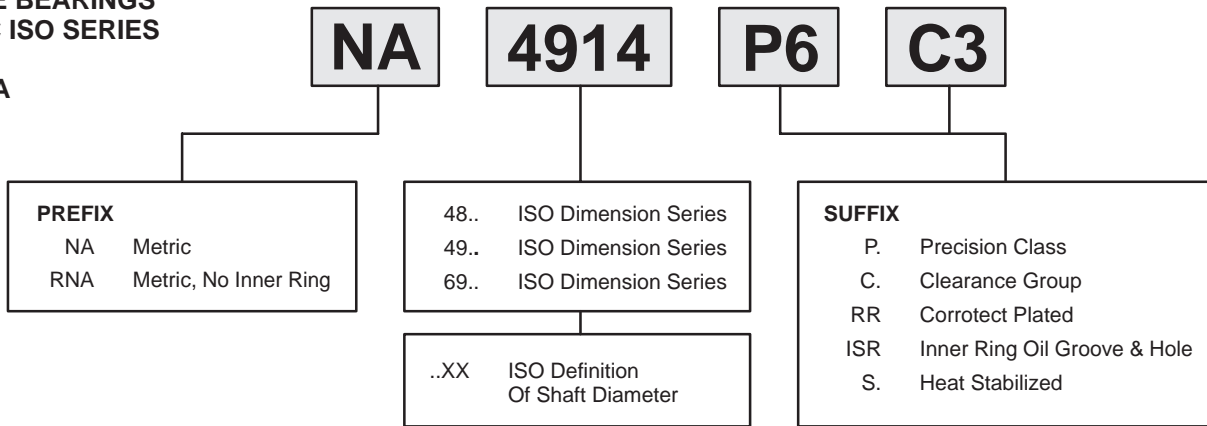 BEARINGS
ISO SERIES
A
NA 4914 P6 C3
PREFIX
NA Metric
RNA Metric, No Inner Ring
48.. ISO Dimension Series
49.. ISO Dimension Series
69.. ISO Dimension Series
..XX ISO Definition
Of Shaft Diameter
SUFFIX
P. Precision Class
C. Clearance Group
RR Corrotect Plated
ISR Inner Ring Oil Groove & Hole
S. Heat Stabilized